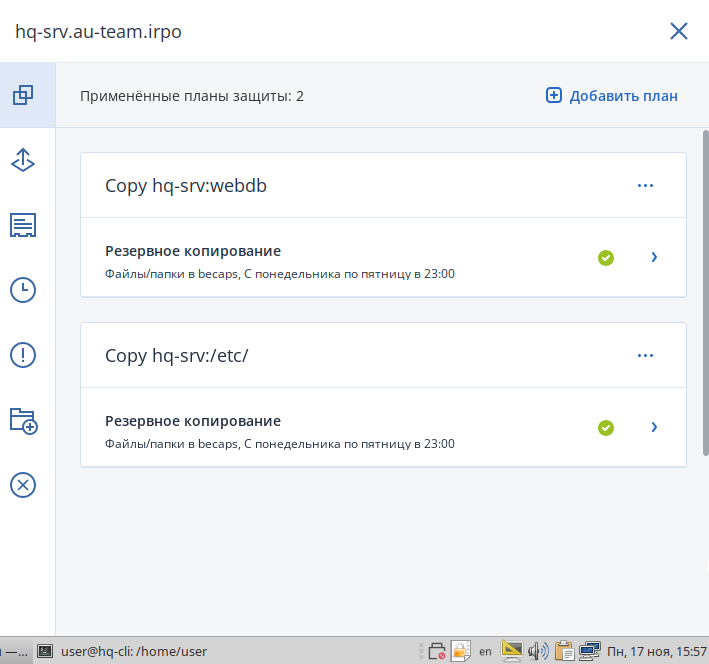 hq-srv.au-team.irpo
Применённые планы защиты: 2
Добавить план
Copy hq-srv:webdb
Резервное копирование
Файлы/папки в becaps, С понедельника по пятницу в 23:00
Copy hq-srv:/etc/
Резервное копирование
Файлы/папки в becaps, С понедельника по пятницу в 23:00
—... user@hq-cli: /home/user en Пн, 17 ноя, 15:57